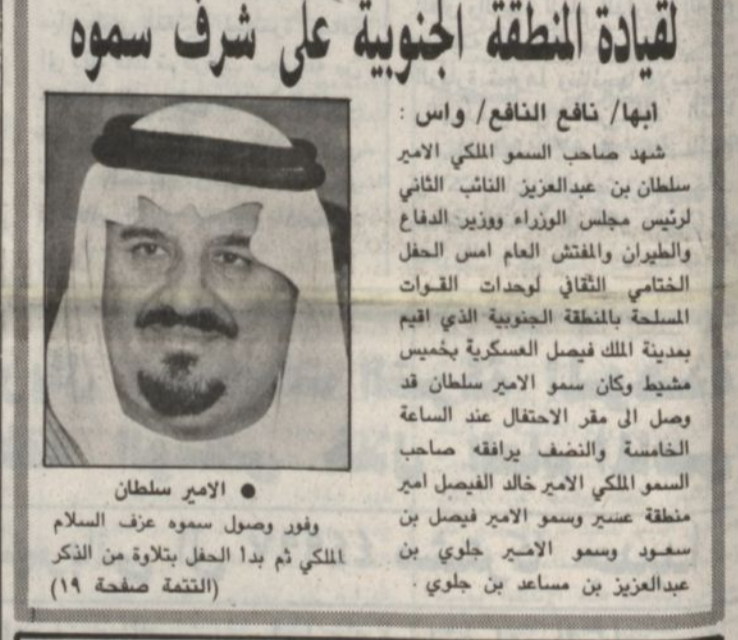 لقيادة المنطقة الجنوبية على شرف سموه
ابها/ نافع النافع/ واس :
شهد صاحب السمو الملكي الامير
سلطان بن عبدالعزيز النائب الثاني
لرئيس مجلس الوزراء ووزير الدفاع
والطيران والمفتش العام امس الحفل
الختامي الثقافي لوحدات القوات
المسلحة بالمنطقة الجنوبية الذي اقيم
بمدينة الملك فيصل العسكرية بخميس
مشيط وكان سمو الامير سلطان قد
وصل الى مقر الاحتفال عند الساعة
الخامسة والنصف يرافقه صاحب
السمو الملكي الامير خالد الفيصل امير
منطقة عسير وسمو الامير فيصل بن
سعود وسمو الامير جلوي بن
عبدالعزيز بن مساعد بن جلوي .
● الامير سلطان
وفور وصول سموه عزف السلام
الملكي ثم بدا الحفل بتلاوة من الذكر
(التتمة صفحة ١٩)